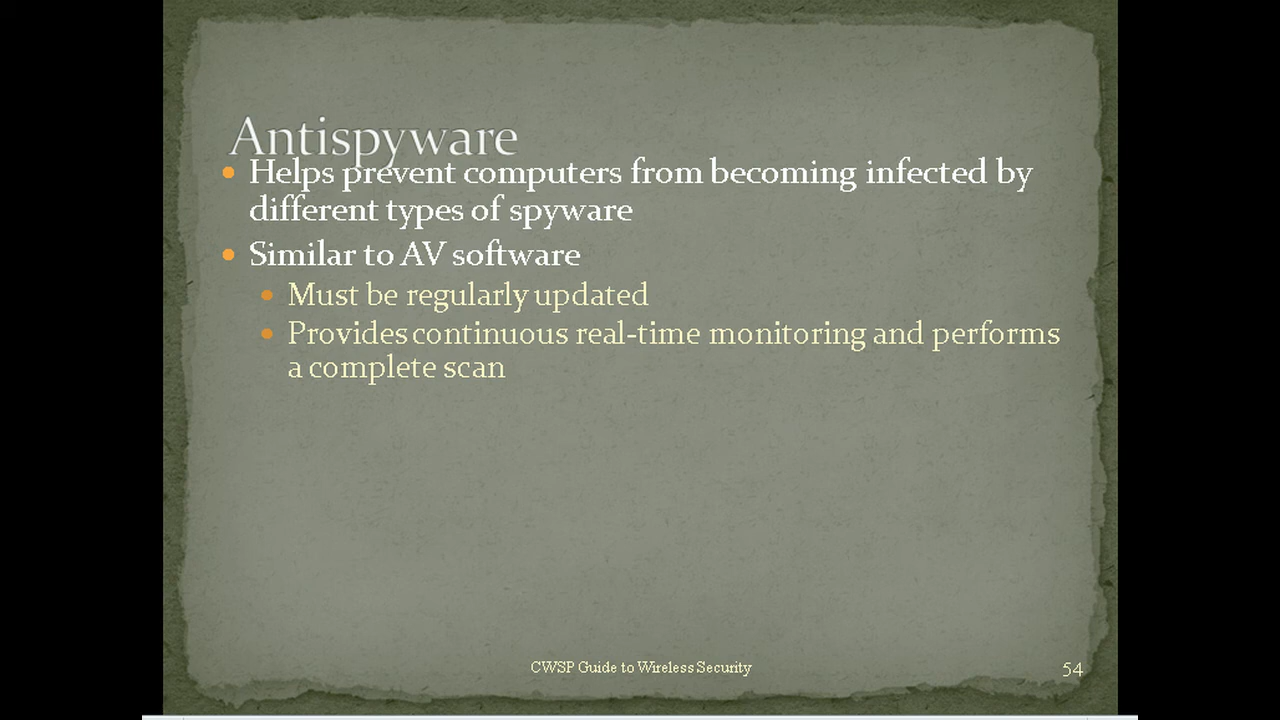 Antispyware
Helps prevent computers from becoming infected by
different types of spyware
Similar to AV software
Must be regularly updated
Provides continuous real-time monitoring and performs
a complete scan
CWSP Guide to Wireless Security
54